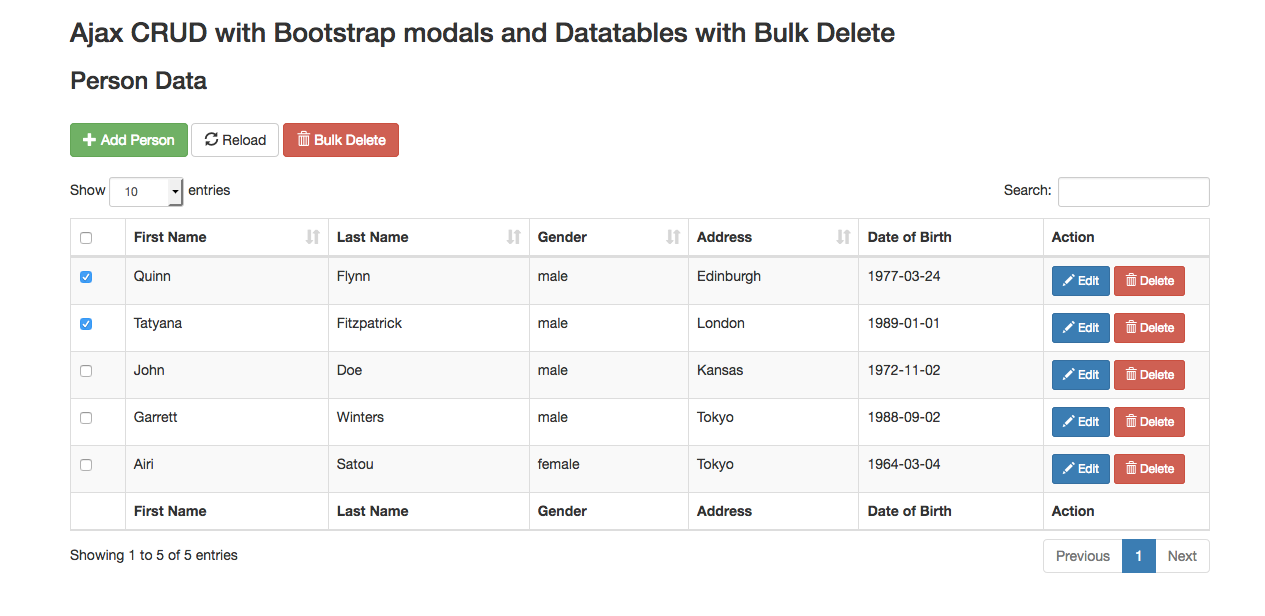 Ajax CRUD with Bootstrap modals and Datatables with Bulk Delete
Person Data
Add Person Reload Bulk Delete
Show 10 entries Search:
First Name Last Name Gender Address Date of Birth Action
Quinn Flynn male Edinburgh 1977-03-24 Edit Delete
Tatyana Fitzpatrick male London 1989-01-01 Edit Delete
John Doe male Kansas 1972-11-02 Edit Delete
Garrett Winters male Tokyo 1988-09-02 Edit Delete
Airi Satou female Tokyo 1964-03-04 Edit Delete
First Name Last Name Gender Address Date of Birth Action
Showing 1 to 5 of 5 entries Previous 1 Next